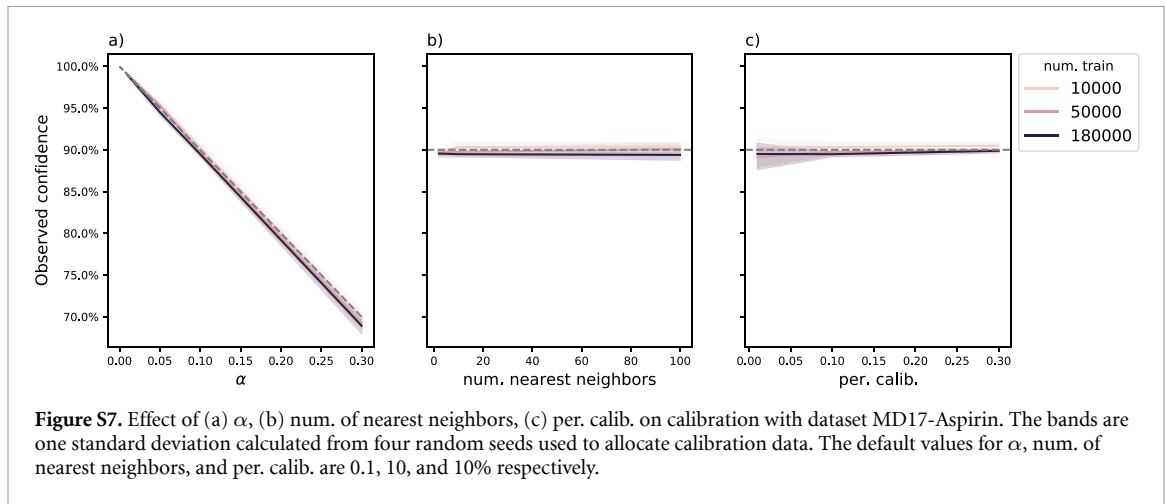 a)
b)
c)
num. train
10000
50000
180000
100.0%
95.0%
90.0%
85.0%
80.0%
75.0%
70.0%
Observed confidence
0.00 0.05 0.10 0.15 0.20 0.25 0.30
α
0 20 40 60 80 100
num. nearest neighbors
0.00 0.05 0.10 0.15 0.20 0.25 0.30
per. calib.
Figure S7. Effect of (a) α, (b) num. of nearest neighbors, (c) per. calib. on calibration with dataset MD17-Aspirin. The bands are
one standard deviation calculated from four random seeds used to allocate calibration data. The default values for α, num. of
nearest neighbors, and per. calib. are 0.1, 10, and 10% respectively.